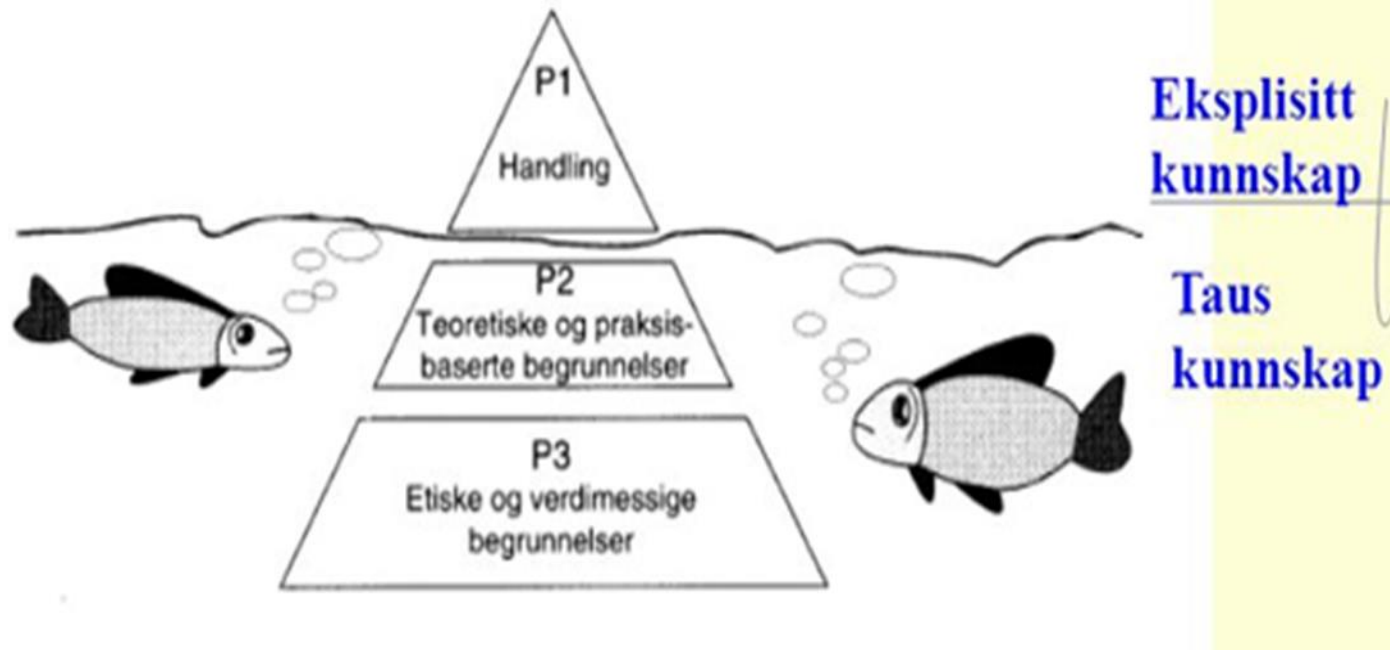 P1
Handling
P2
Teoretiske og praksis-
baserte begrunnelser
P3
Etiske og verdimessige
begrunnelser
Eksplisitt
kunnskap
Taus
kunnskap